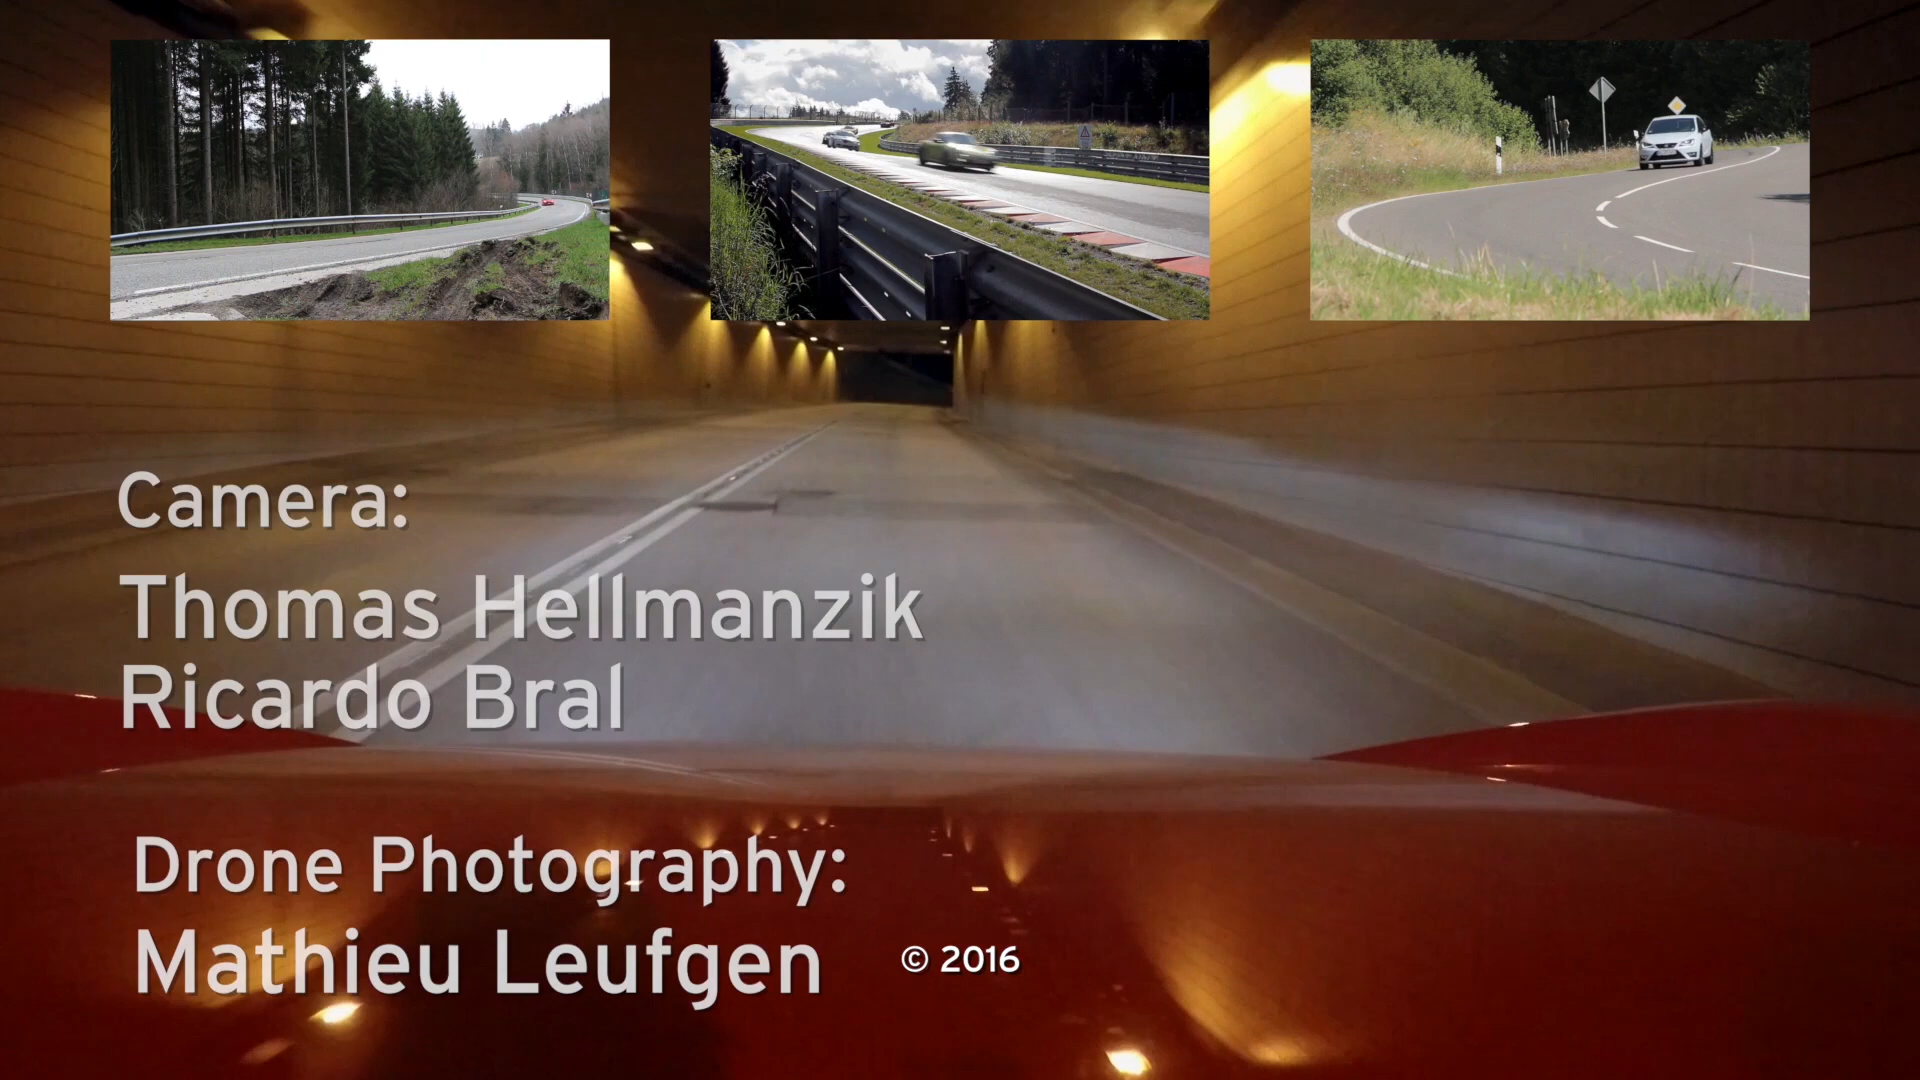 Camera:
Thomas Hellmanzik
Ricardo Bral
Drone Photography:
Mathieu Leufgen
© 2016